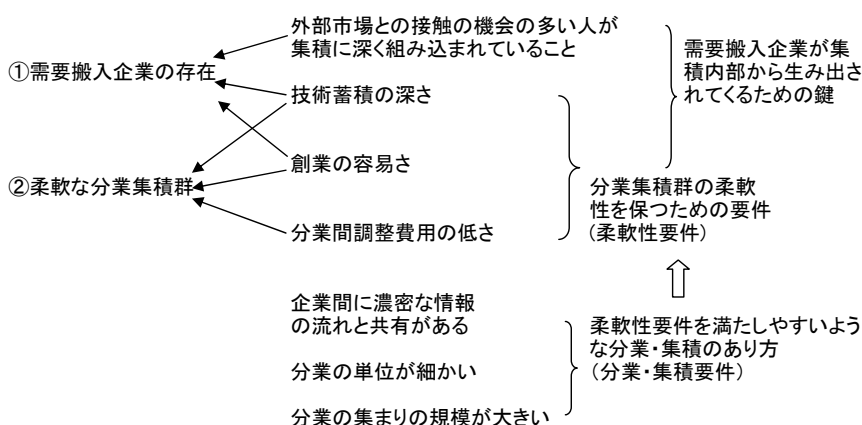 外部市場との接触の機会の多い人が
集積に深く組み込まれていること
需要搬入企業が集
積内部から生み出さ
れてくるための鍵
①需要搬入企業の存在
技術蓄積の深さ
創業の容易さ
②柔軟な分業集積群
分業集積群の柔軟
性を保つための要件
(柔軟性要件)
分業間調整費用の低さ
企業間に濃密な情報
の流れと共有がある
柔軟性要件を満たしやすいよう
な分業・集積のあり方
(分業・集積要件)
分業の単位が細かい
分業の集まりの規模が大きい